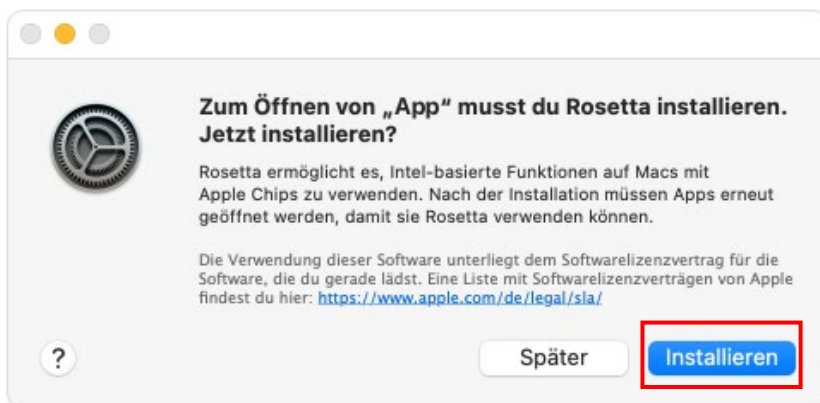 Zum Öffnen von „App“ musst du Rosetta installieren.
Jetzt installieren?
Rosetta ermöglicht es, Intel-basierte Funktionen auf Macs mit
Apple Chips zu verwenden. Nach der Installation müssen Apps erneut
geöffnet werden, damit sie Rosetta verwenden können.
Die Verwendung dieser Software unterliegt dem Softwarelizenzvertrag für die
Software, die du gerade lädst. Eine Liste mit Softwarelizenzverträgen von Apple
findest du hier: https://www.apple.com/de/legal/sla/
? Später Installieren